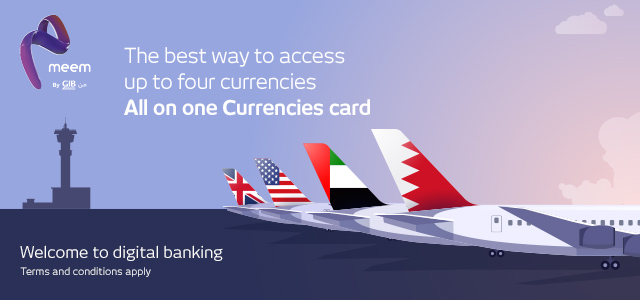 meem
By GIB من
The best way to access
up to four currencies
All on one Currencies card
Welcome to digital banking
Terms and conditions apply